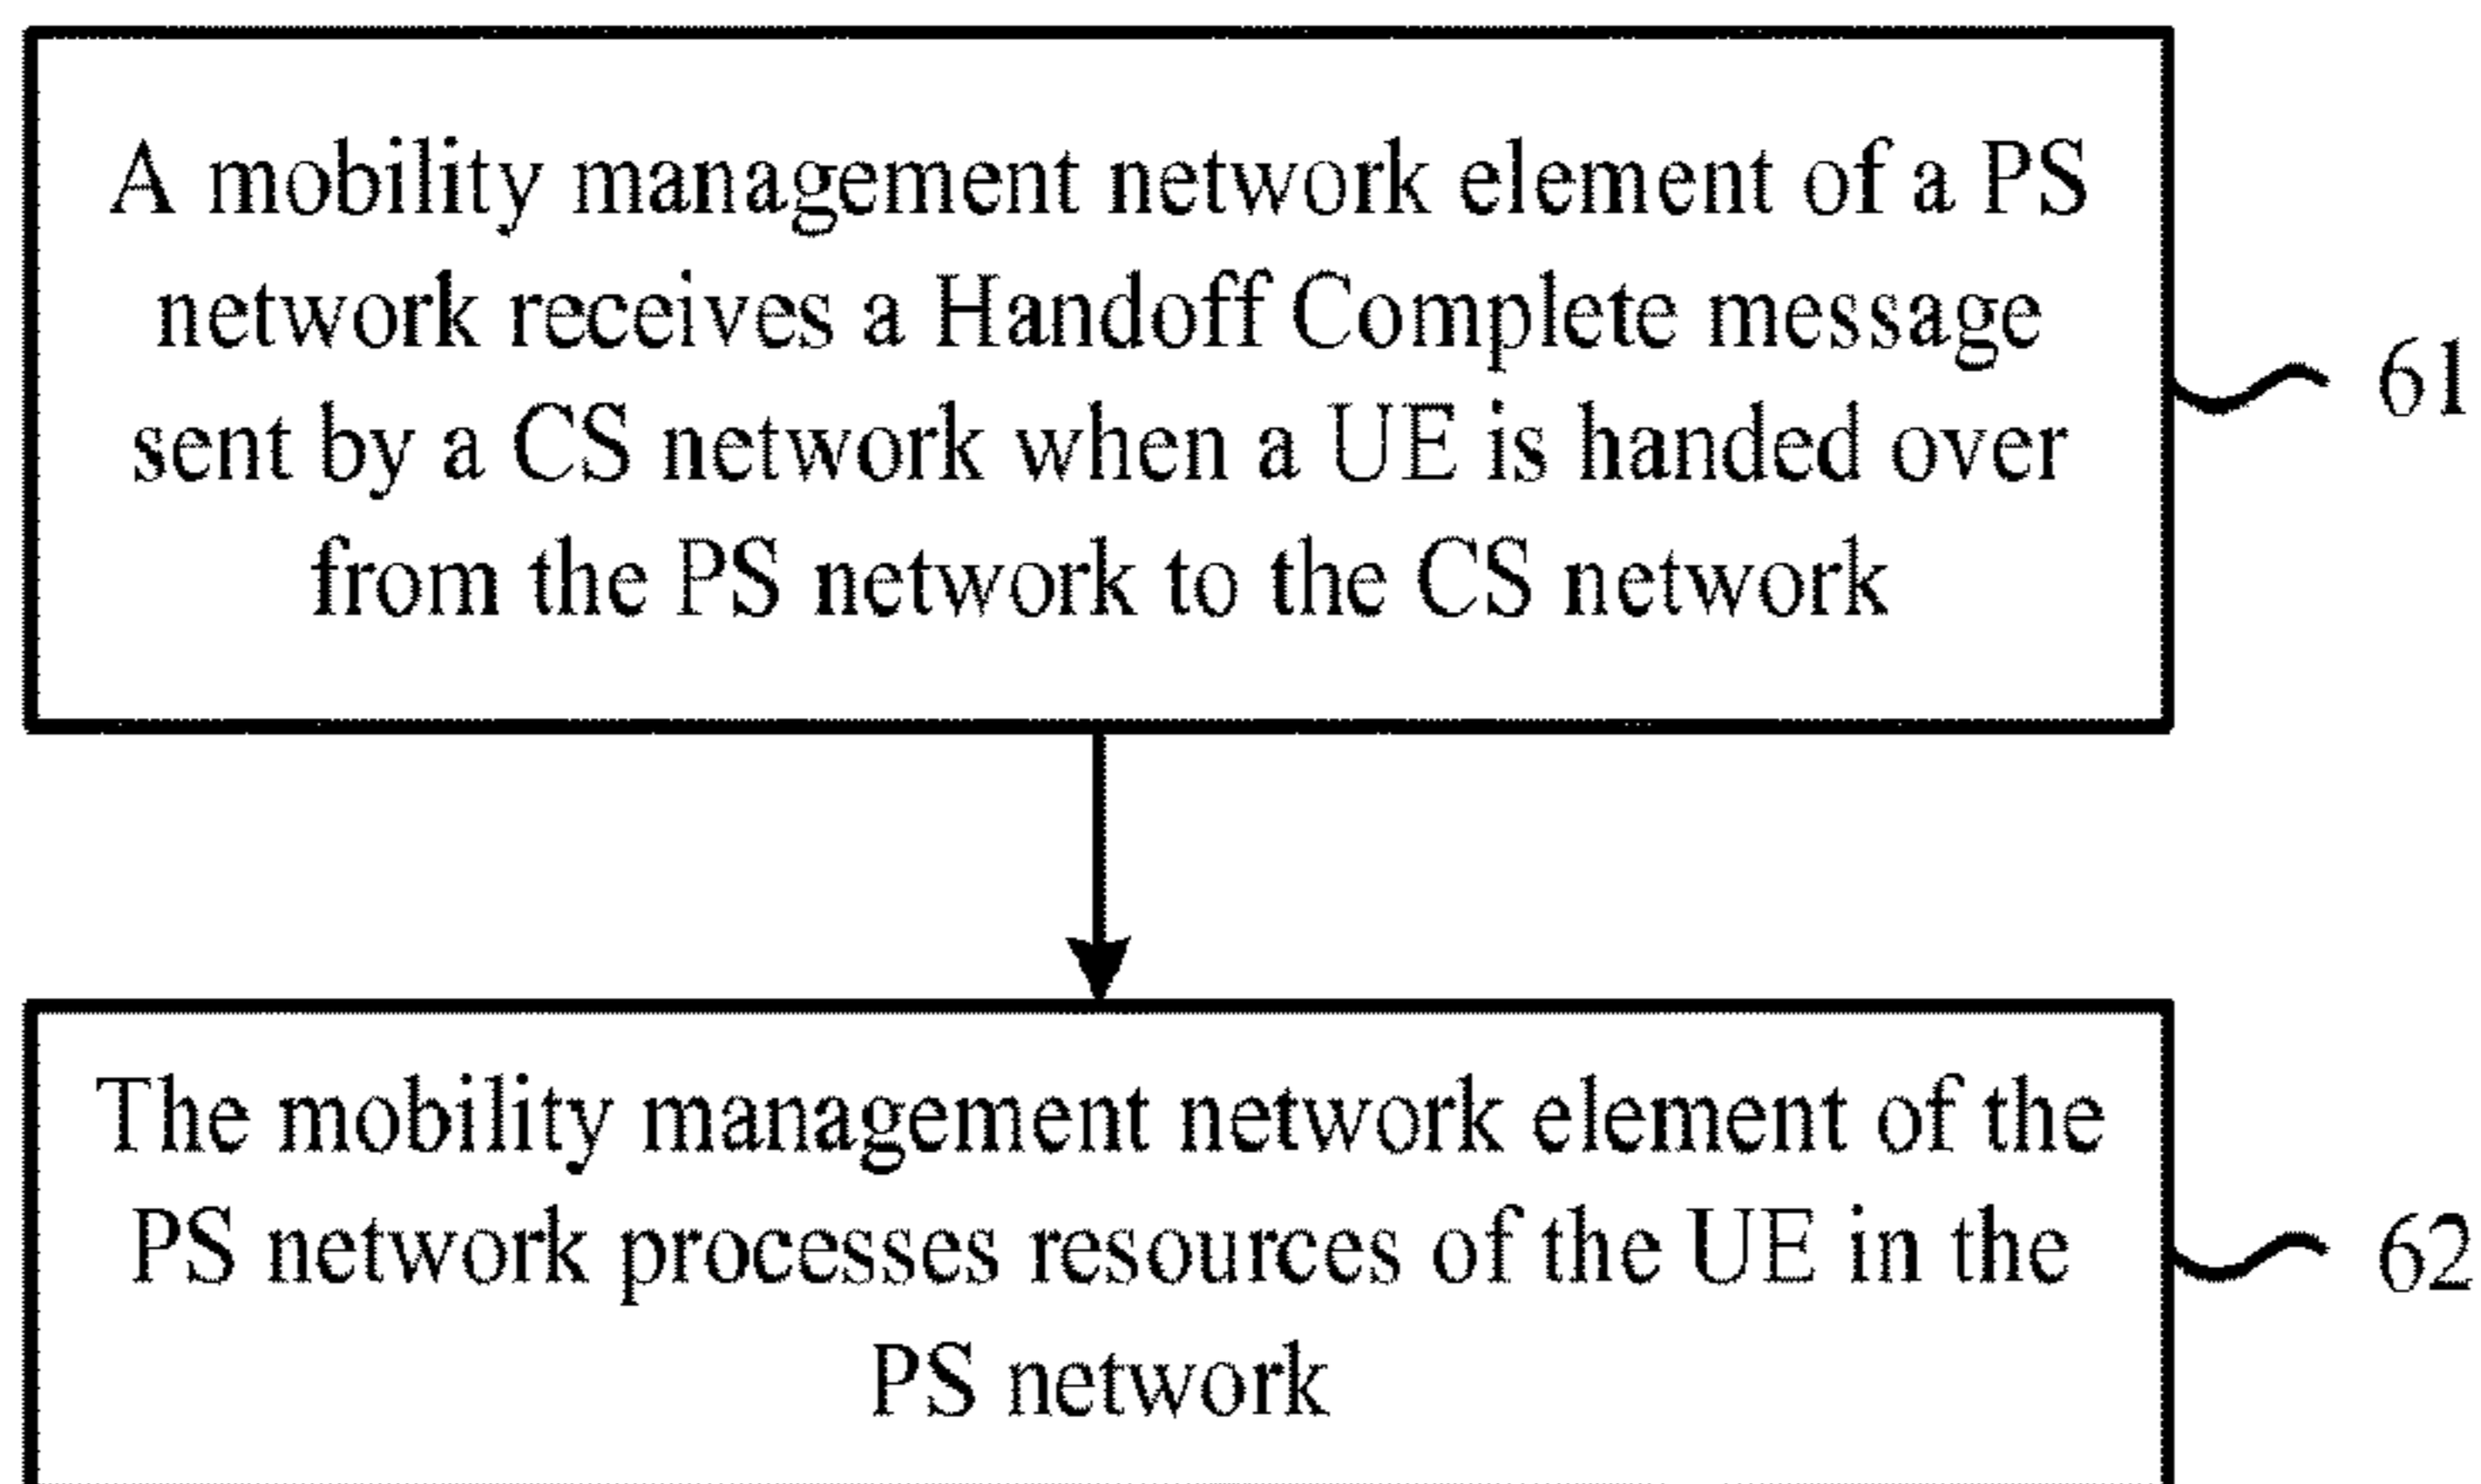 A mobility management network element of a PS
network receives a Handoff Complete message
sent by a CS network when a UE is handed over
from the PS network to the CS network
61
The mobility management network element of the
PS network processes resources of the UE in the
PS network
62